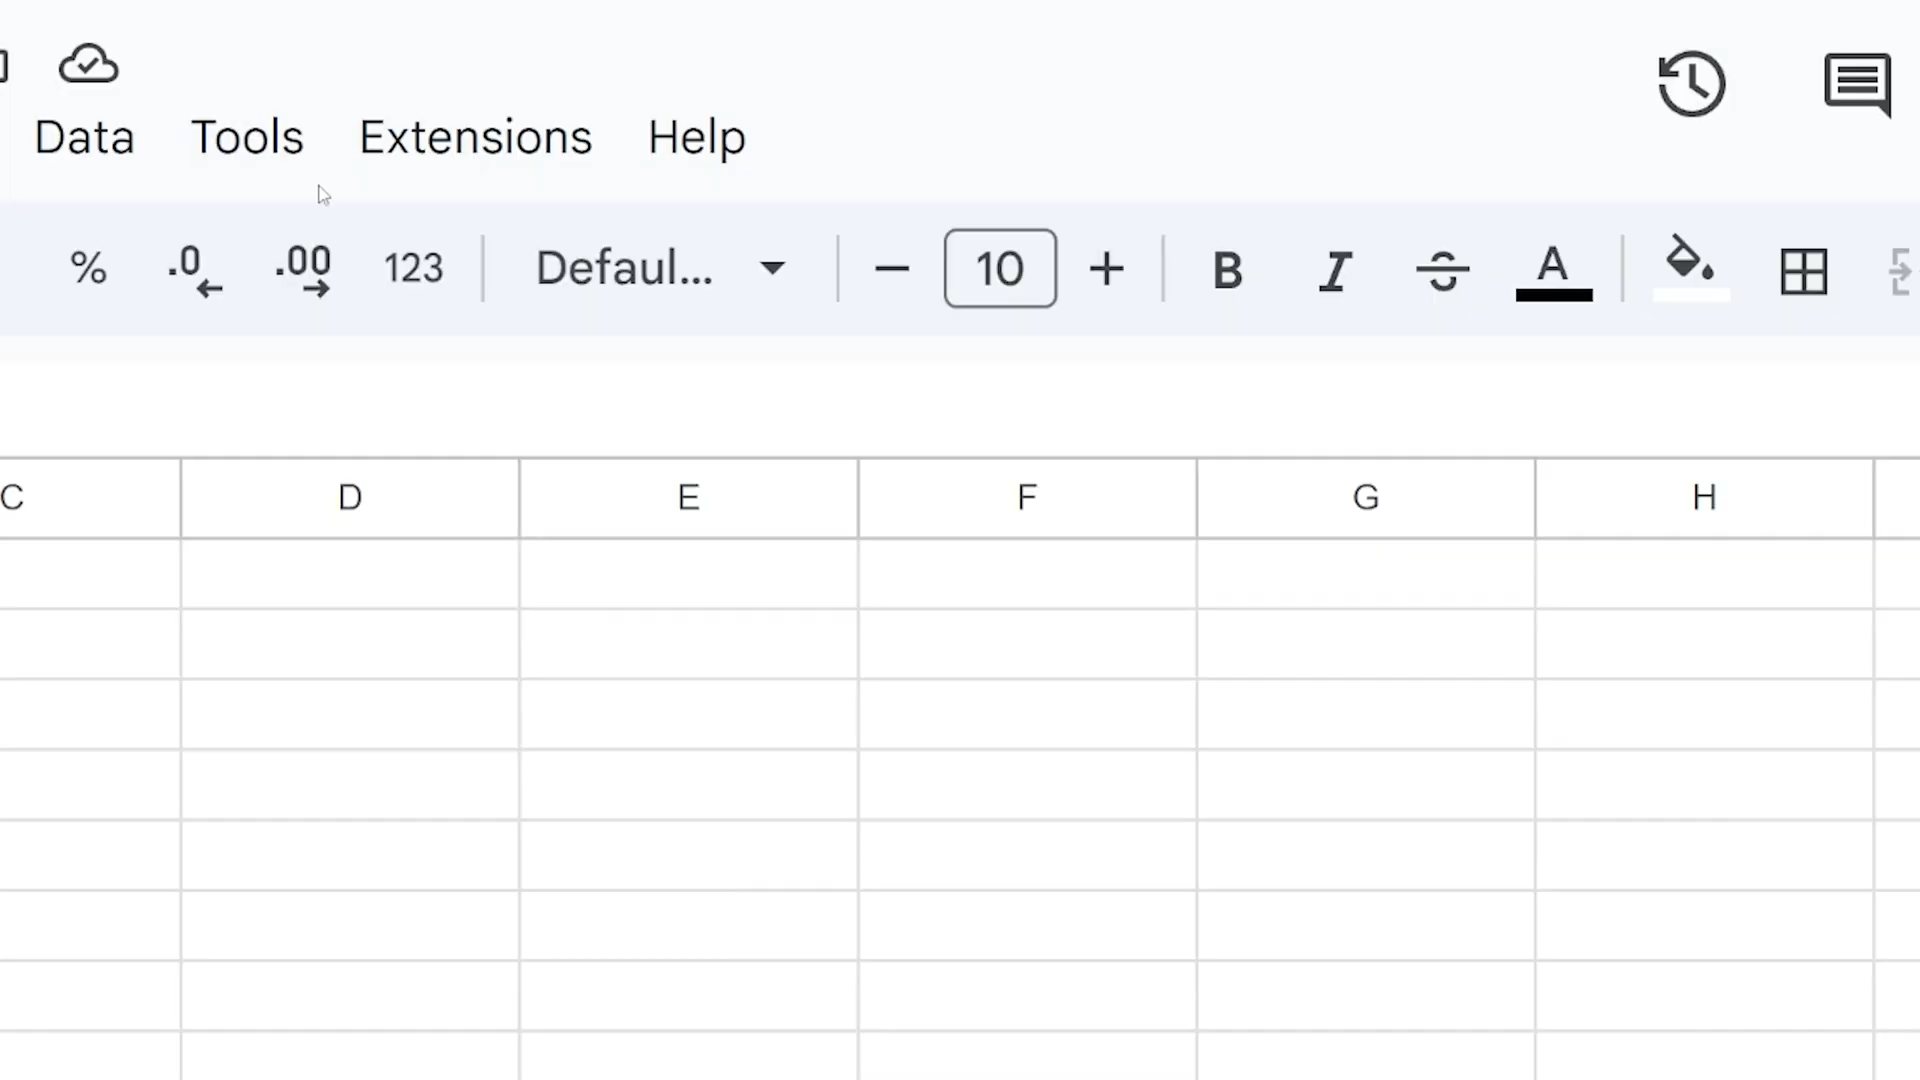 Data Tools Extensions Help
% .0 .00 123 Defaul... 10 B I S A
C D E F G H